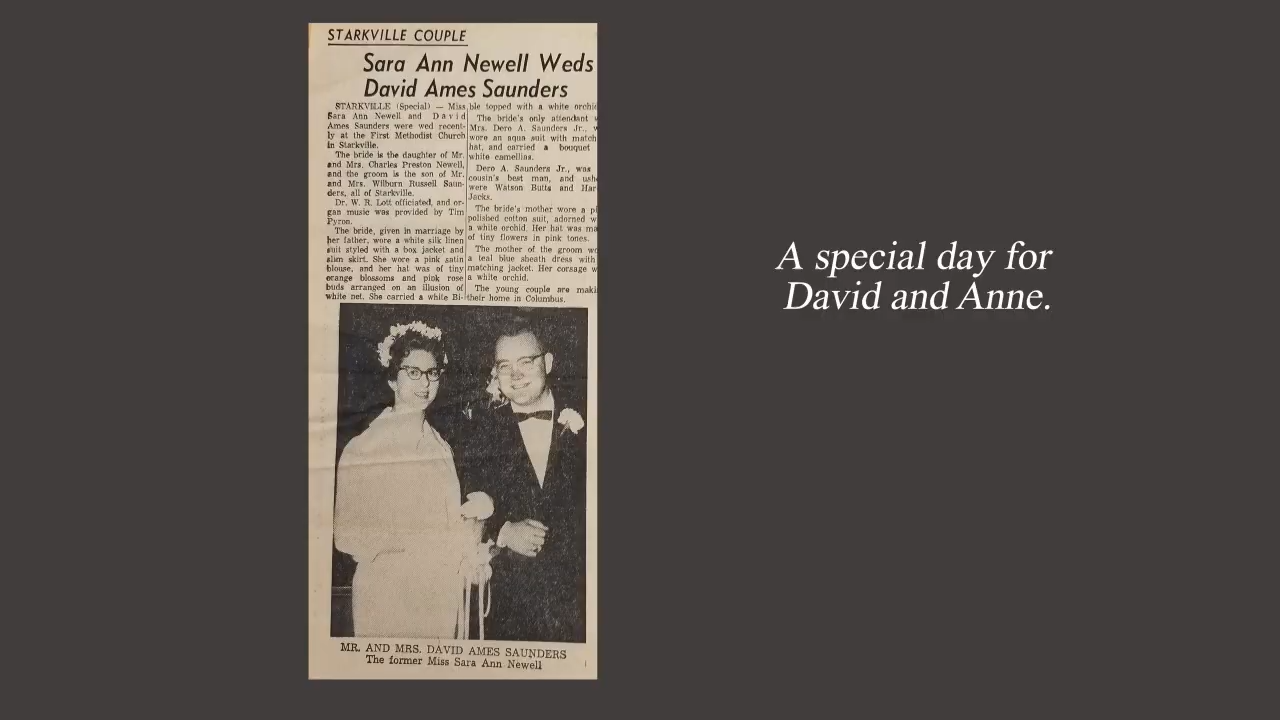 STARKVILLE COUPLE
Sara Ann Newell Weds
David Ames Saunders
STARKVILLE (Special) — Miss
Sara Ann Newell and David
Ames Saunders were wed recent-
ly at the First Methodist Church
in Starkville.
The bride is the daughter of Mr.
and Mrs. Charles Preston Newell,
and the groom is the son of Mr.
and Mrs. Wilburn Russell Saun-
ders, all of Starkville.
Dr. W. R. Lott officiated, and or-
gan music was provided by Tim
Pyron.
The bride, given in marriage by
her father, wore a white silk linen
suit styled with a box jacket and
slim skirt. She wore a pink satin
blouse, and her hat was of tiny
orange blossoms and pink rose
buds arranged on an illusion of
white net. She carried a white Bi-
ble topped with a white orchid
The bride's only attendant w
Mrs. Dero A. Saunders Jr., w
wore an aqua suit with match
hat, and carried a bouquet
white camellias.
Dero A. Saunders Jr., was
cousin's best man, and ush
were Watson Butts and Har
Jacks.
The bride's mother wore a pi
polished cotton suit, adorned w
a white orchid. Her hat was ma
of tiny flowers in pink tones.
The mother of the groom wo
a teal blue sheath dress with
matching jacket. Her corsage w
a white orchid.
The young couple are maki
their home in Columbus.
MR. AND MRS. DAVID AMES SAUNDERS
The former Miss Sara Ann Newell
A special day for
David and Anne.